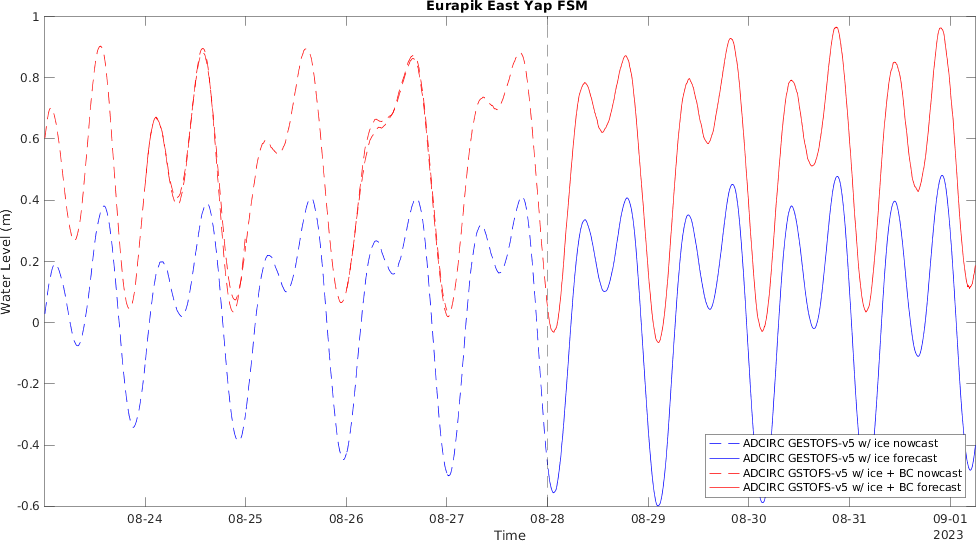 Eurapik East Yap FSM
Water Level (m)
1
0.8
0.6
0.4
0.2
0
-0.2
-0.4
-0.6
ADCIRC GESTOFS-v5 w/ ice nowcast
ADCIRC GESTOFS-v5 w/ ice forecast
ADCIRC GSTOFS-v5 w/ ice + BC nowcast
ADCIRC GSTOFS-v5 w/ ice + BC forecast
08-24 08-25 08-26 08-27 08-28 08-29 08-30 08-31 09-01
2023
Time